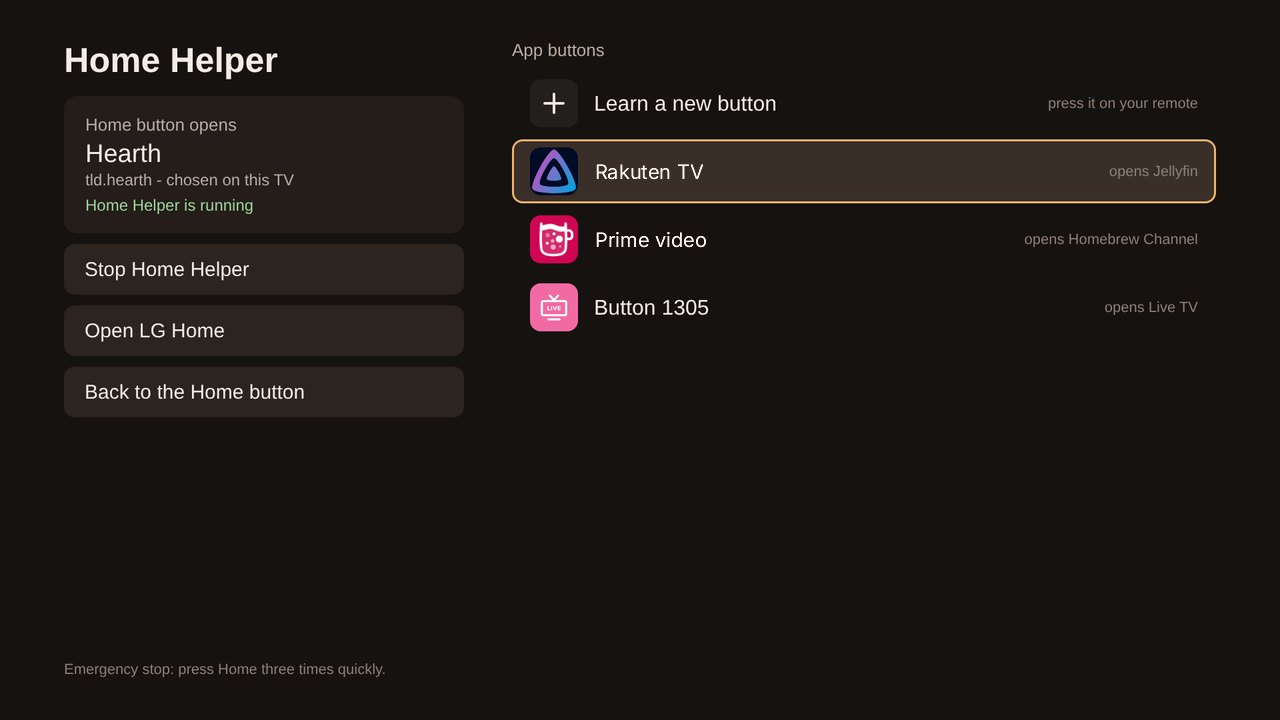 Home Helper
Home button opens
Hearth
tld.hearth - chosen on this TV
Home Helper is running
Stop Home Helper
Open LG Home
Back to the Home button
Emergency stop: press Home three times quickly.
App buttons
Learn a new button
press it on your remote
Rakuten TV
opens Jellyfin
Prime video
opens Homebrew Channel
LIVE
Button 1305
opens Live TV